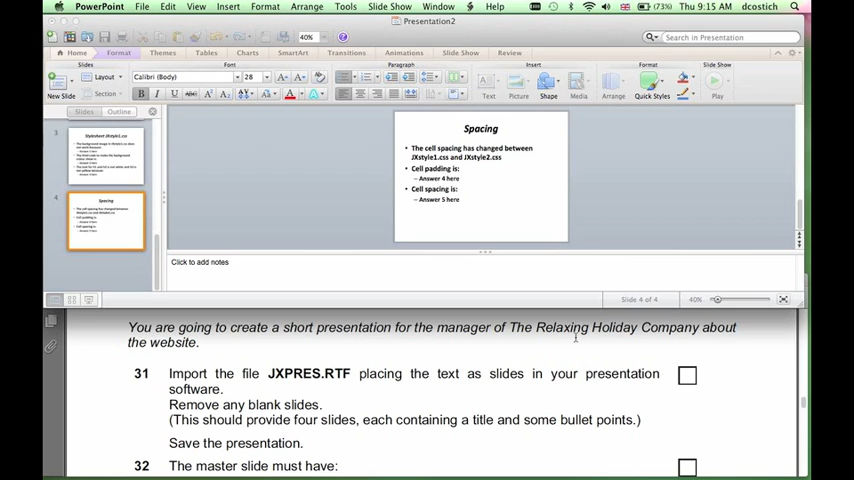 PowerPoint File Edit View Insert Format Arrange Tools Slide Show Window Help (73%) Thu 9:15 AM dcostich
Presentation2
40% Search in Presentation
Home Format Themes Tables Charts SmartArt Transitions Animations Slide Show Review
Slides Font Paragraph Insert Format Slide Show
New Slide Layout Section Calibri (Body) 28 Text Picture Shape Media Arrange Quick Styles Play
Slides Outline
3
Stylesheet JXstyle1.css
4
Spacing
Spacing
• The cell spacing has changed between
JXstyle1.css and JXstyle2.css
• Cell padding is:
– Answer 4 here
• Cell spacing is:
– Answer 5 here
Click to add notes
Slide 4 of 4 40%
You are going to create a short presentation for the manager of The Relaxing Holiday Company about
the website.
31 Import the file JXPRES.RTF placing the text as slides in your presentation
software.
Remove any blank slides.
(This should provide four slides, each containing a title and some bullet points.)
Save the presentation.
32 The master slide must have: